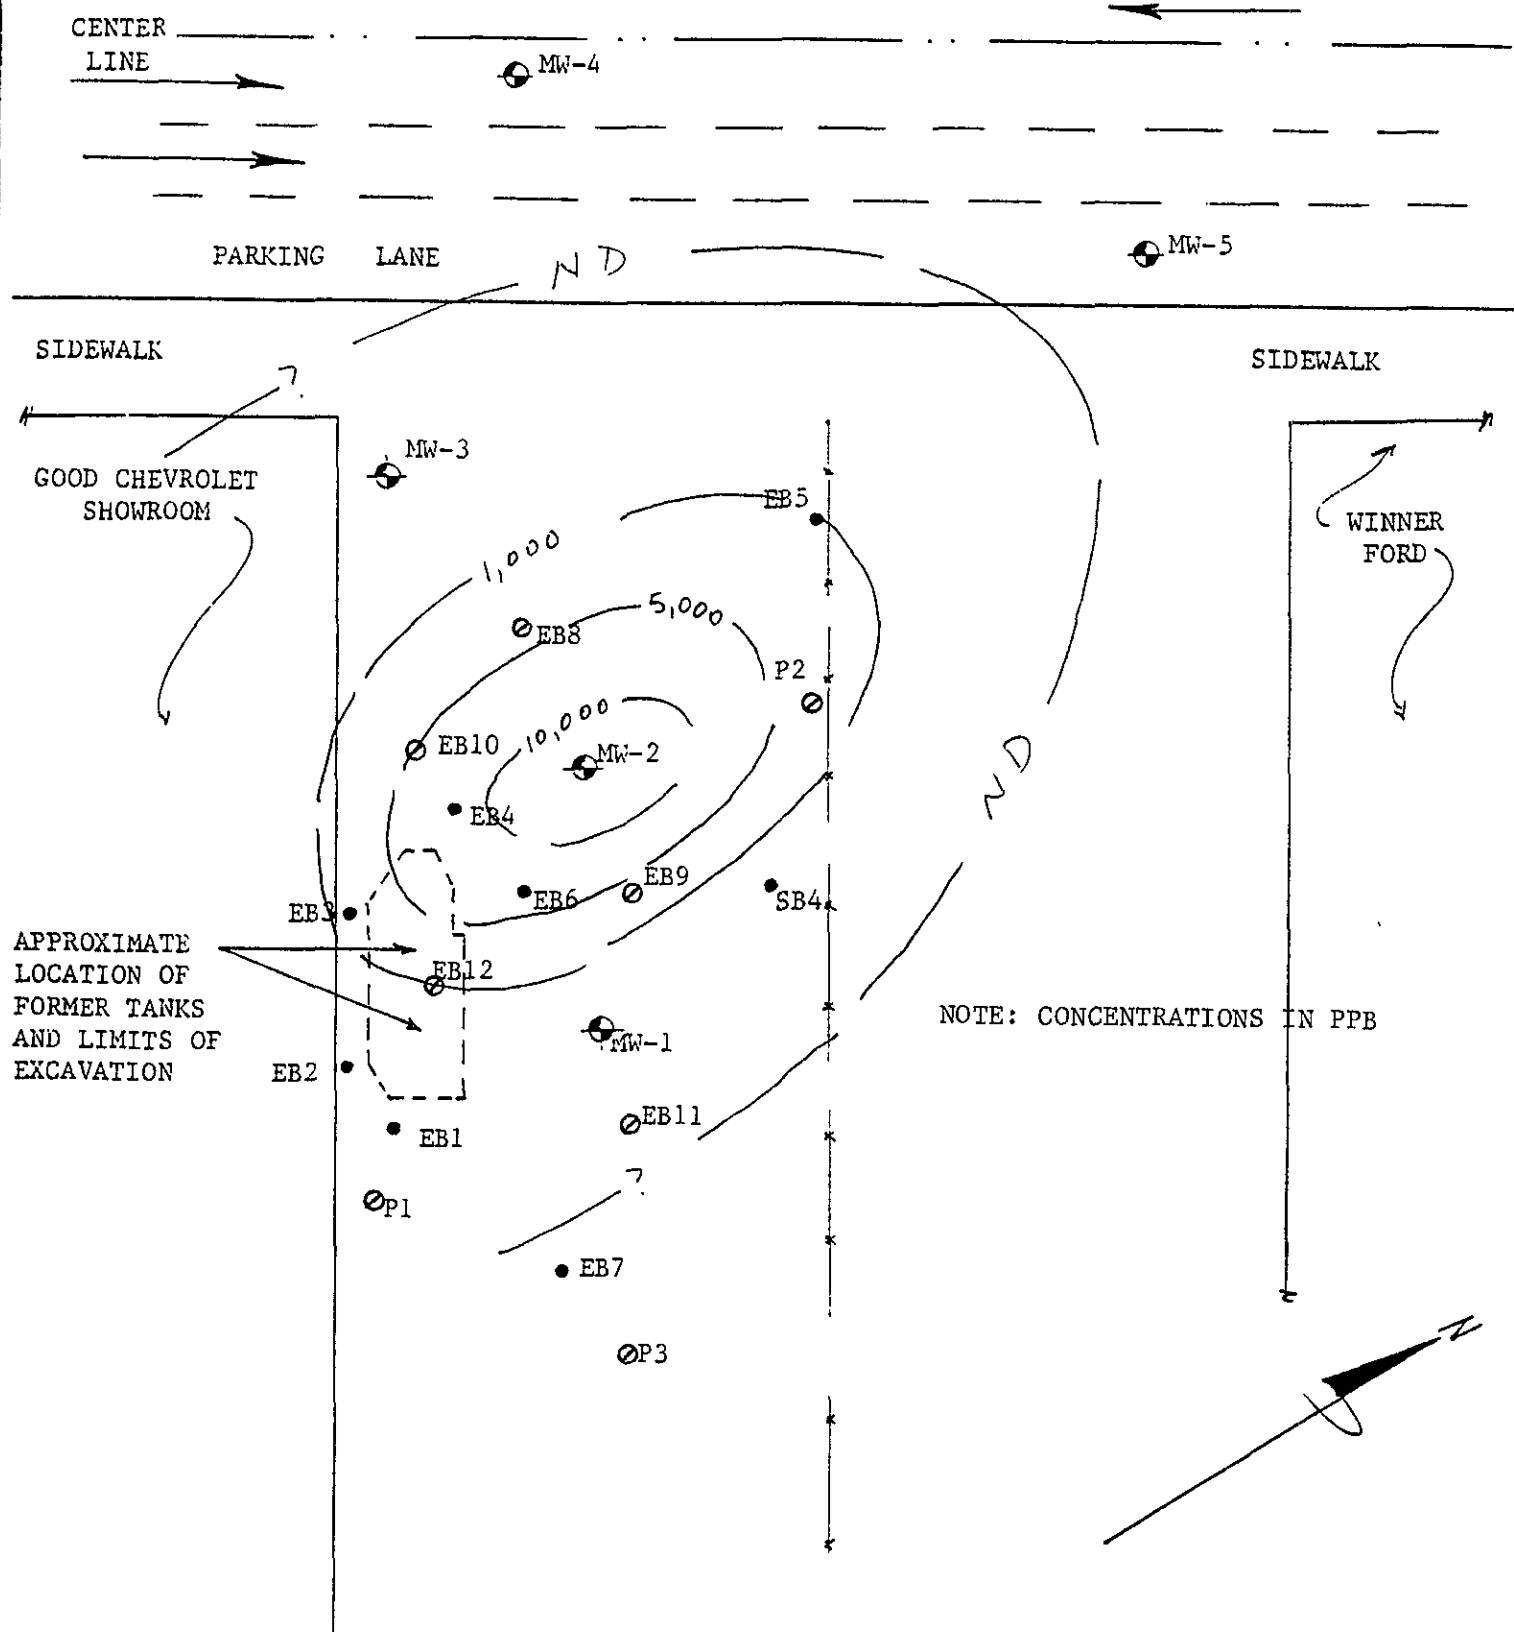 CENTER
LINE
MW-4
PARKING LANE
ND
MW-5
SIDEWALK
SIDEWALK
?
MW-3
GOOD CHEVROLET
SHOWROOM
EB5
WINNER
FORD
1,000
5,000
EB8
P2
10,000
EB10
MW-2
ND
EB4
EB9
EB6
SB4
EB3
APPROXIMATE
LOCATION OF
FORMER TANKS
AND LIMITS OF
EXCAVATION
EB12
NOTE: CONCENTRATIONS IN PPB
MW-1
EB2
EB11
EB1
?
P1
EB7
P3
N